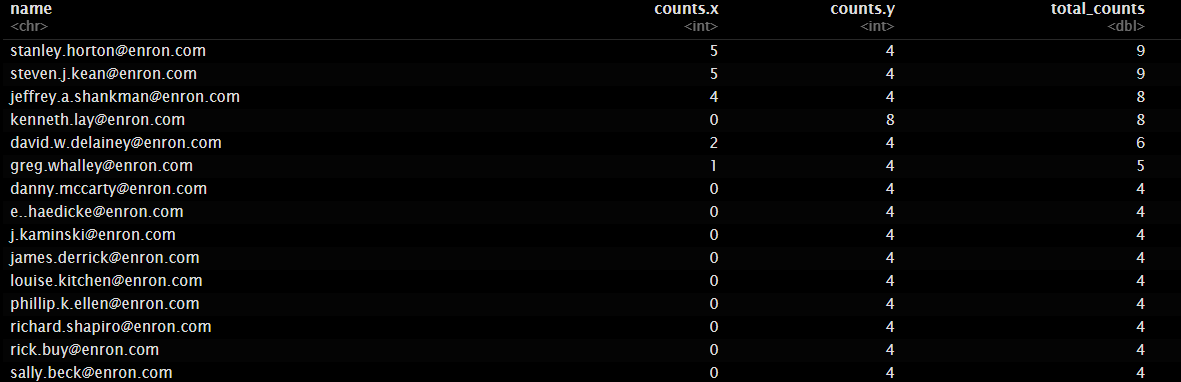 name counts.x counts.y total_counts
<chr> <int> <int> <dbl>
stanley.horton@enron.com 5 4 9
steven.j.kean@enron.com 5 4 9
jeffrey.a.shankman@enron.com 4 4 8
kenneth.lay@enron.com 0 8 8
david.w.delainey@enron.com 2 4 6
greg.whalley@enron.com 1 4 5
danny.mccarty@enron.com 0 4 4
e..haedicke@enron.com 0 4 4
j.kaminski@enron.com 0 4 4
james.derrick@enron.com 0 4 4
louise.kitchen@enron.com 0 4 4
phillip.k.ellen@enron.com 0 4 4
richard.shapiro@enron.com 0 4 4
rick.buy@enron.com 0 4 4
sally.beck@enron.com 0 4 4